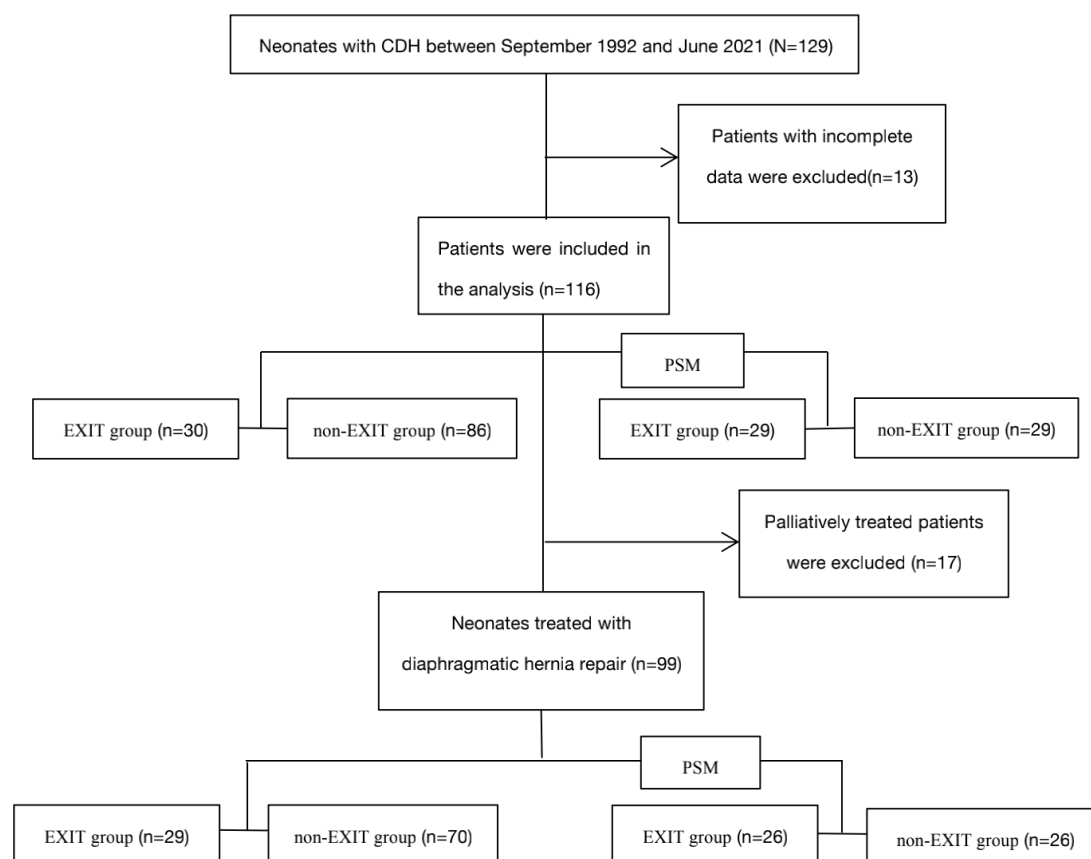 Neonates with CDH between September 1992 and June 2021 (N=129)
Patients with incomplete
data were excluded(n=13)
Patients were included in
the analysis (n=116)
PSM
EXIT group (n=30)
non-EXIT group (n=86)
EXIT group (n=29)
non-EXIT group (n=29)
Palliatively treated patients
were excluded (n=17)
Neonates treated with
diaphragmatic hernia repair (n=99)
PSM
EXIT group (n=29)
non-EXIT group (n=70)
EXIT group (n=26)
non-EXIT group (n=26)